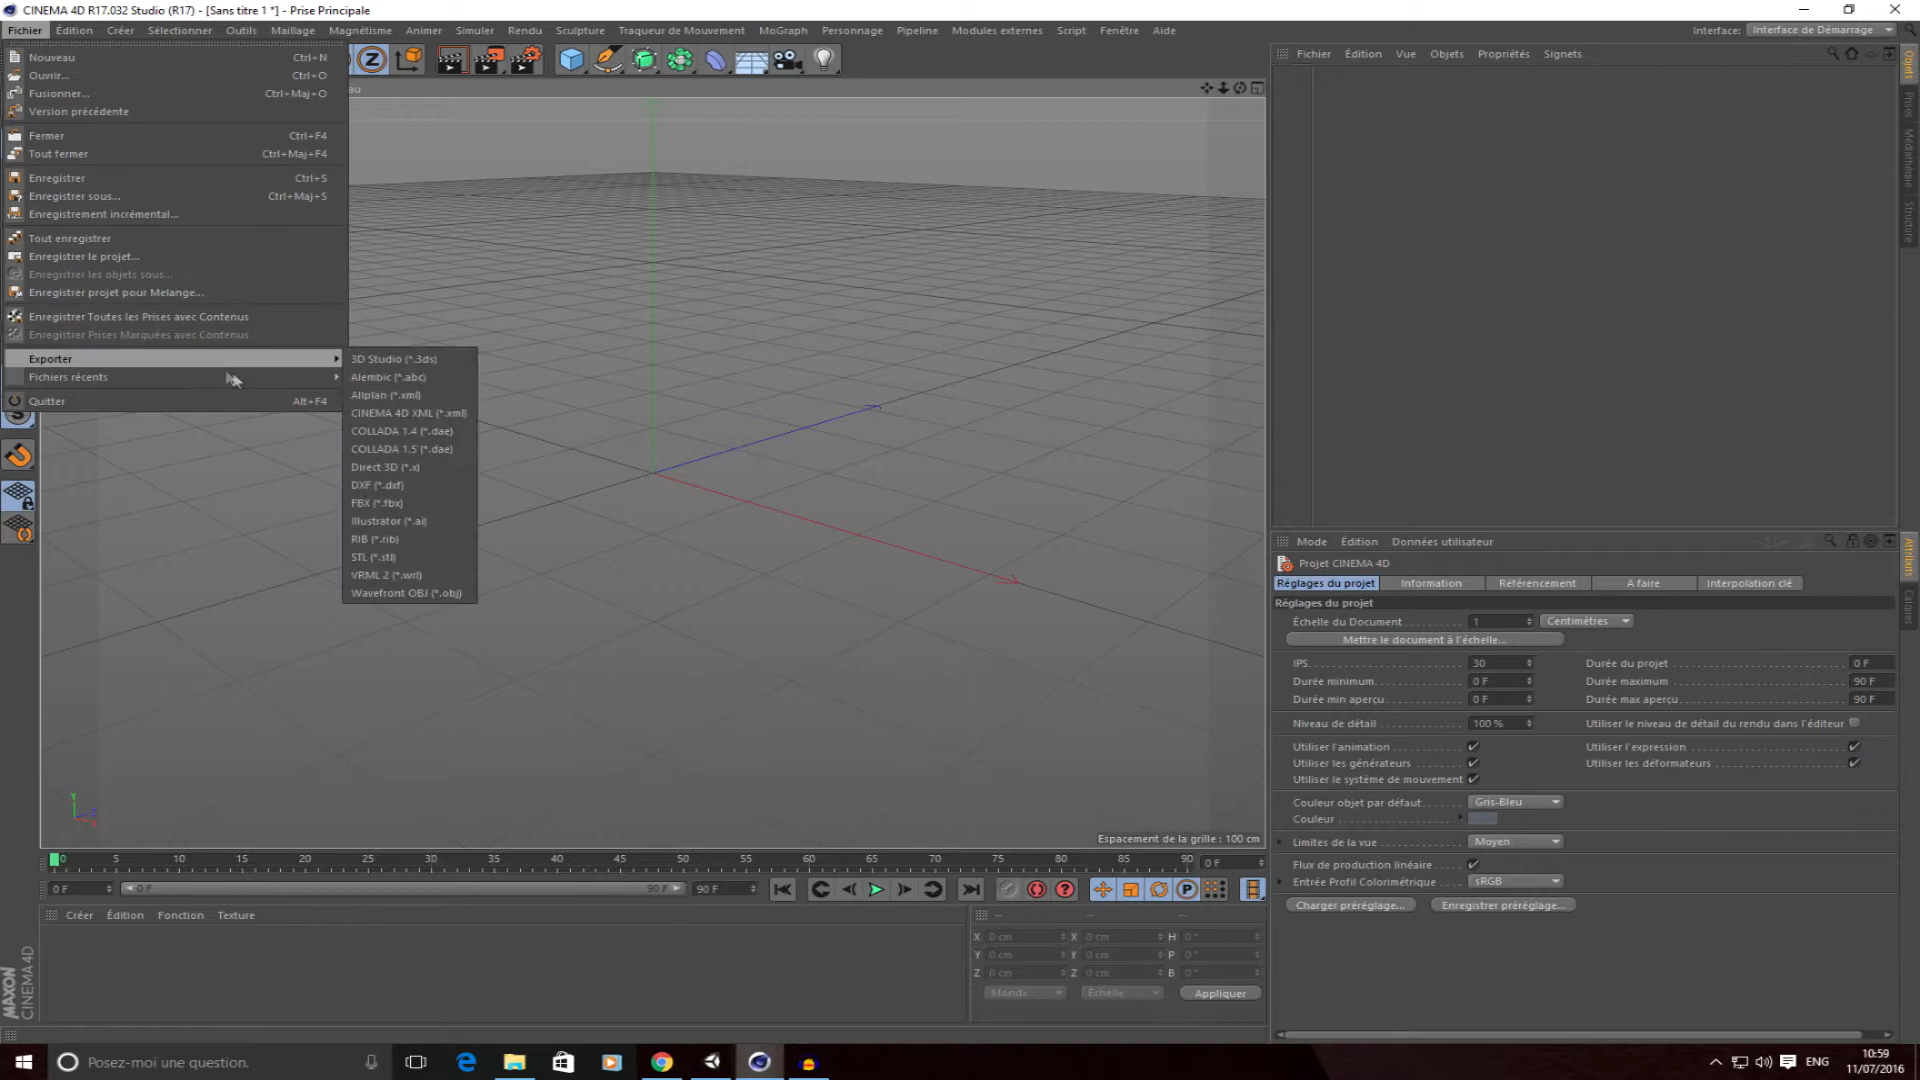 CINEMA 4D R17.032 Studio (R17) - [Sans titre 1 *] - Prise Principale
Fichier Édition Créer Sélectionner Outils Maillage Magnétisme Animer Simuler Rendu Sculpture Traqueur de Mouvement MoGraph Personnage Pipeline Modules externes Script Fenêtre Aide Interface: Interface de Démarrage
Nouveau Ctrl+N
Ouvrir... Ctrl+O
Fusionner... Ctrl+Maj+O
Version précédente
Fermer Ctrl+F4
Tout fermer Ctrl+Maj+F4
Enregistrer Ctrl+S
Enregistrer sous... Ctrl+Maj+S
Enregistrement incrémental...
Tout enregistrer
Enregistrer le projet...
Enregistrer les objets sous...
Enregistrer projet pour Melange...
Enregistrer Toutes les Prises avec Contenus
Enregistrer Prises Marquées avec Contenus
Exporter
Fichiers récents
Quitter Alt+F4
3D Studio (*.3ds)
Alembic (*.abc)
Allplan (*.xml)
CINEMA 4D XML (*.xml)
COLLADA 1.4 (*.dae)
COLLADA 1.5 (*.dae)
Direct 3D (*.x)
DXF (*.dxf)
FBX (*.fbx)
Illustrator (*.ai)
RIB (*.rib)
STL (*.stl)
VRML 2 (*.wrl)
Wavefront OBJ (*.obj)
au
Y
Espacement de la grille : 100 cm
Fichier Édition Vue Objets Propriétés Signets
Objets
Prises
Médiathèque
Structure
Mode Édition Données utilisateur
Attributs
Calques
Projet CINEMA 4D
Réglages du projet Information Référencement A faire Interpolation clé
Réglages du projet
Échelle du Document 1 Centimètres
Mettre le document à l'échelle...
IPS 30 Durée du projet 0 F
Durée minimum 0 F Durée maximum 90 F
Durée min aperçu 0 F Durée max aperçu 90 F
Niveau de détail 100 % Utiliser le niveau de détail du rendu dans l'éditeur
Utiliser l'animation Utiliser l'expression
Utiliser les générateurs Utiliser les déformateurs
Utiliser le système de mouvement
Couleur objet par défaut Gris-Bleu
Couleur
Limites de la vue Moyen
Flux de production linéaire
Entrée Profil Colorimétrique sRGB
Charger préréglage... Enregistrer préréglage...
0 5 10 15 20 25 30 35 40 45 50 55 60 65 70 75 80 85 90 0 F
0 F 0 F 90 F 90 F
Créer Édition Fonction Texture
-- -- --
X 0 cm X 0 cm H 0 °
Y 0 cm Y 0 cm P 0 °
Z 0 cm Z 0 cm B 0 °
Monde Échelle Appliquer
MAXON
CINEMA 4D
Posez-moi une question.
ENG
10:59
11/07/2016